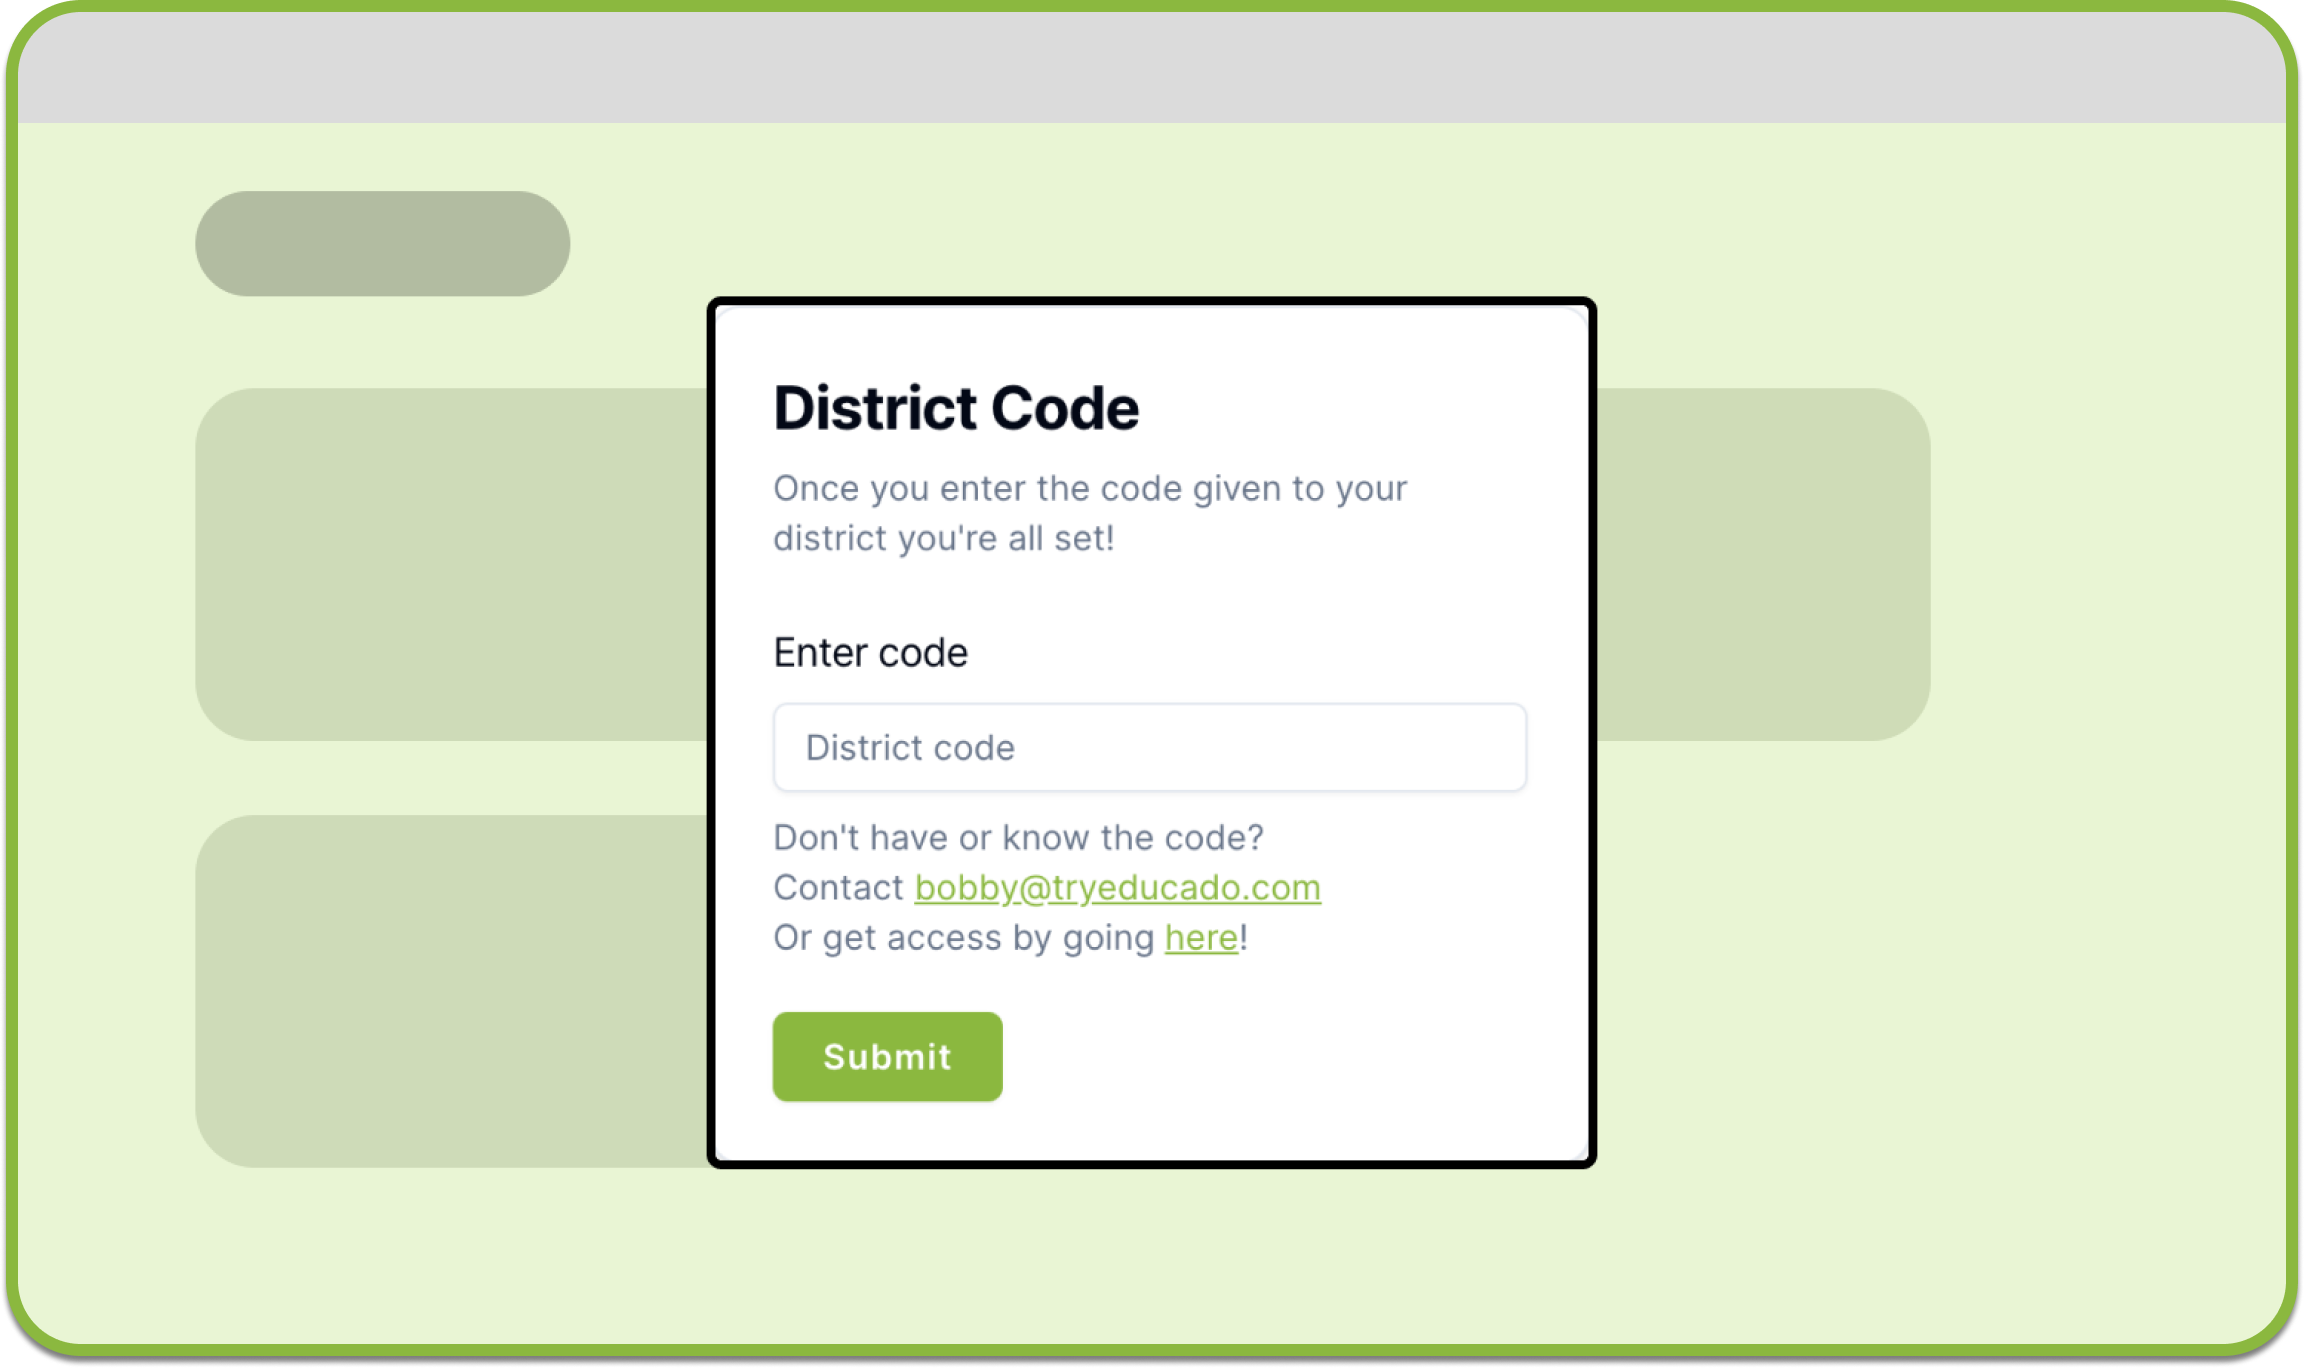 District Code
Once you enter the code given to your
district you're all set!
Enter code
District code
Don't have or know the code?
Contact bobby@tryeducado.com
Or get access by going here!
Submit